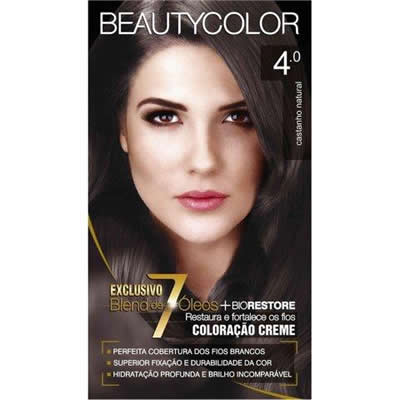 BEAUTYCOLOR
4.0
castanho natural
EXCLUSIVO
Blend de 7 Óleos + BIORESTORE
Restaura e fortalece os fios
COLORAÇÃO CREME
PERFEITA COBERTURA DOS FIOS BRANCOS
SUPERIOR FIXAÇÃO E DURABILIDADE DA COR
HIDRATAÇÃO PROFUNDA E BRILHO INCOMPARÁVEL